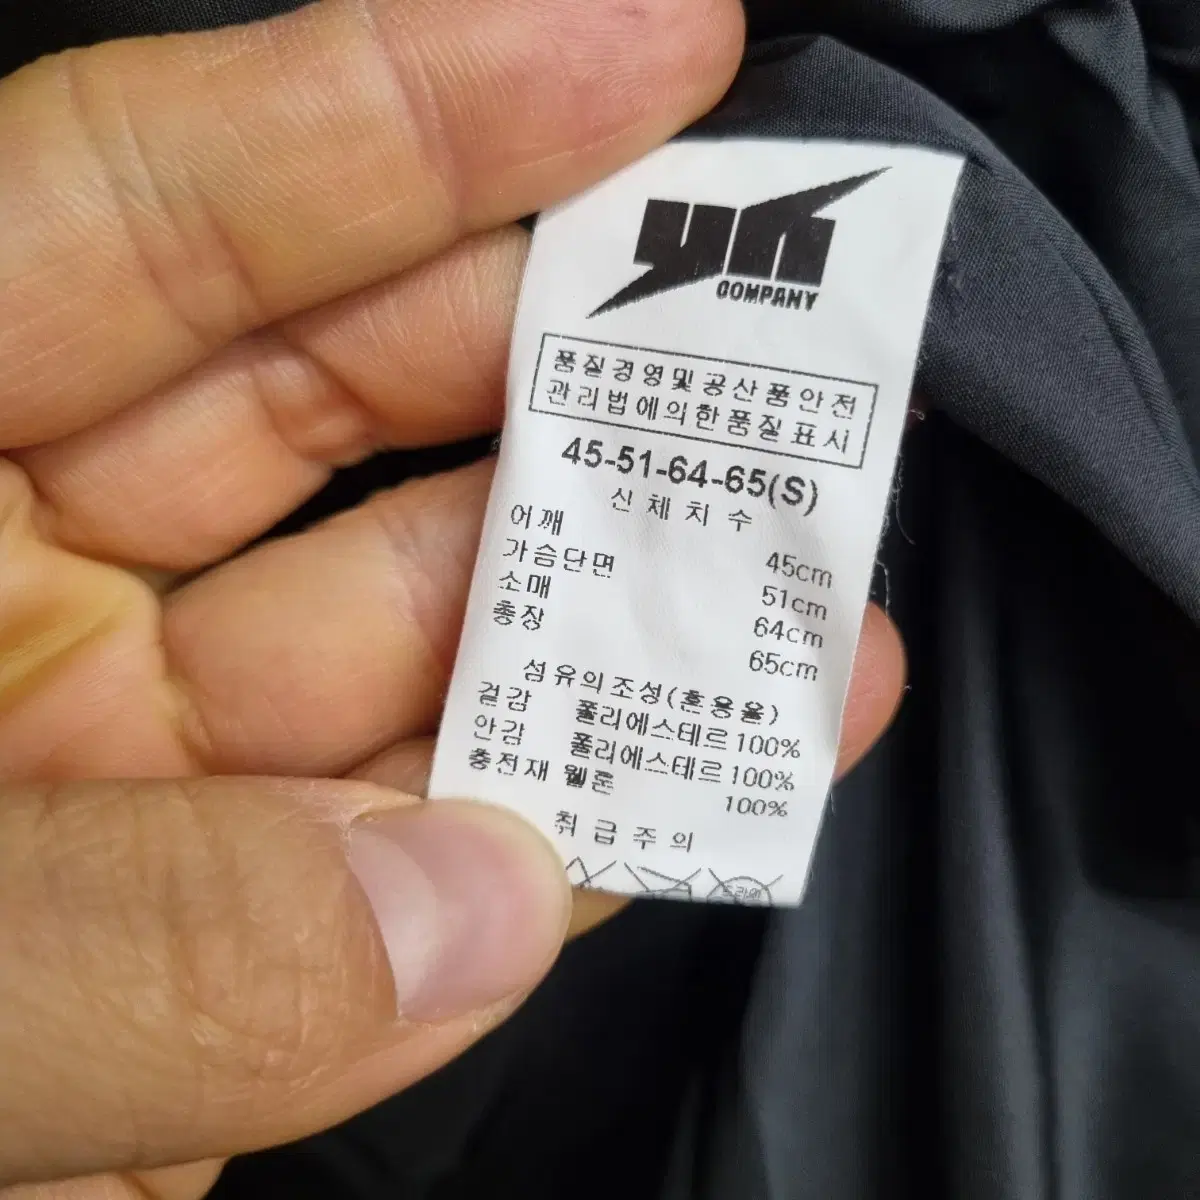 yn
COMPANY
품질경영및공산품안전
관리법에의한품질표시
45-51-64-65(S)
신체치수
어깨 45cm
가슴단면 51cm
소매 64cm
총장 65cm
섬유의조성(혼용율)
겉감 폴리에스테르100%
안감 폴리에스테르100%
충전재 웰론 100%
취급주의
드라이